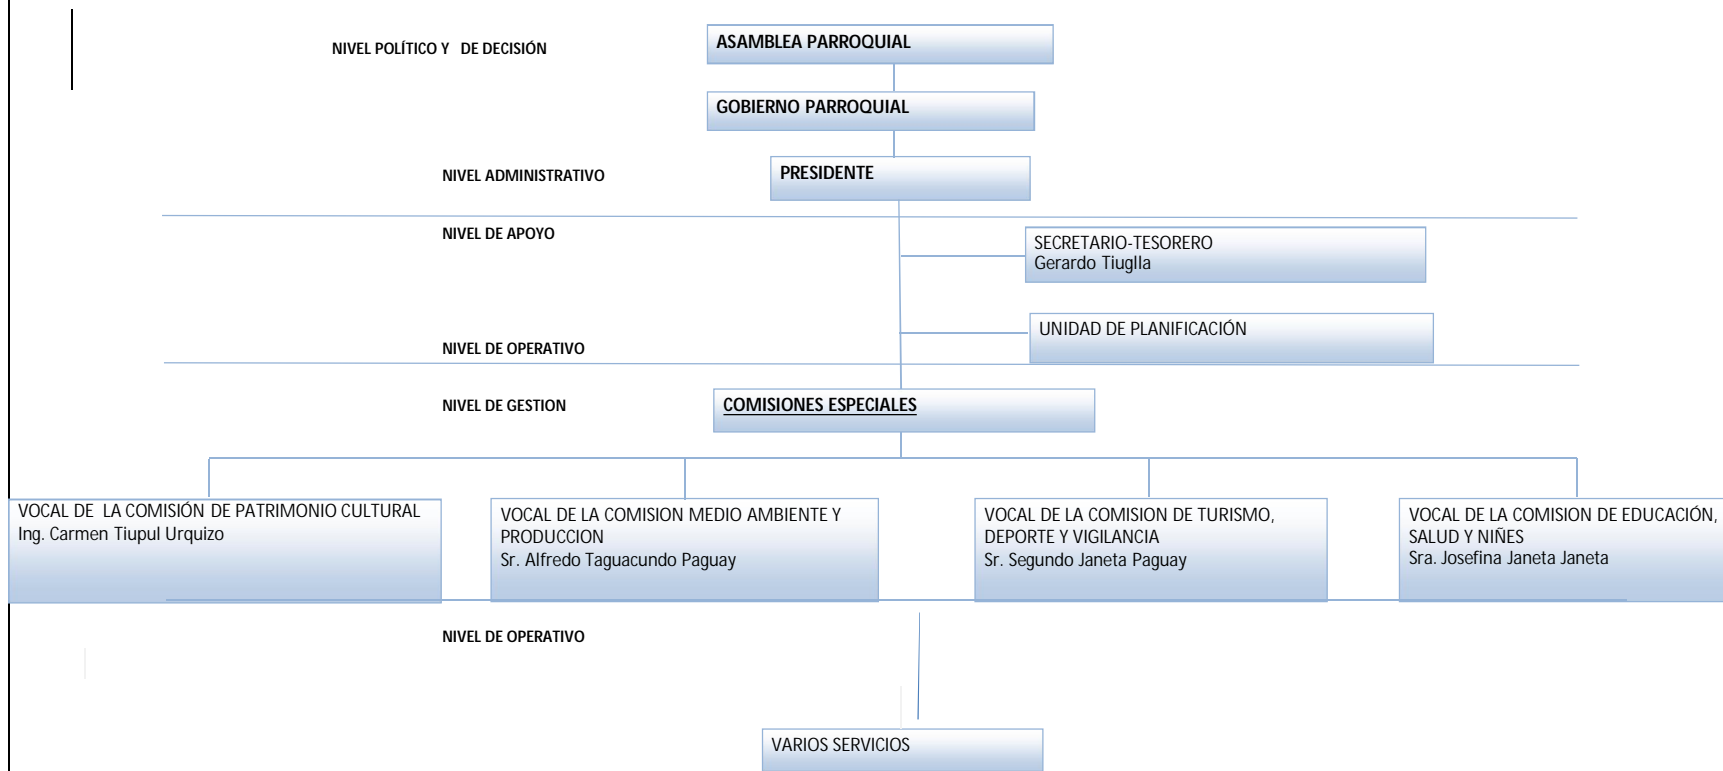 NIVEL POLÍTICO Y DE DECISIÓN
ASAMBLEA PARROQUIAL
GOBIERNO PARROQUIAL
NIVEL ADMINISTRATIVO
PRESIDENTE
NIVEL DE APOYO
SECRETARIO-TESORERO
Gerardo Tiuglla
UNIDAD DE PLANIFICACIÓN
NIVEL DE OPERATIVO
NIVEL DE GESTION
COMISIONES ESPECIALES
VOCAL DE LA COMISIÓN DE PATRIMONIO CULTURAL
Ing. Carmen Tiupul Urquizo
VOCAL DE LA COMISION MEDIO AMBIENTE Y
PRODUCCION
Sr. Alfredo Taguacundo Paguay
VOCAL DE LA COMISION DE TURISMO,
DEPORTE Y VIGILANCIA
Sr. Segundo Janeta Paguay
VOCAL DE LA COMISION DE EDUCACIÓN,
SALUD Y NIÑES
Sra. Josefina Janeta Janeta
NIVEL DE OPERATIVO
VARIOS SERVICIOS